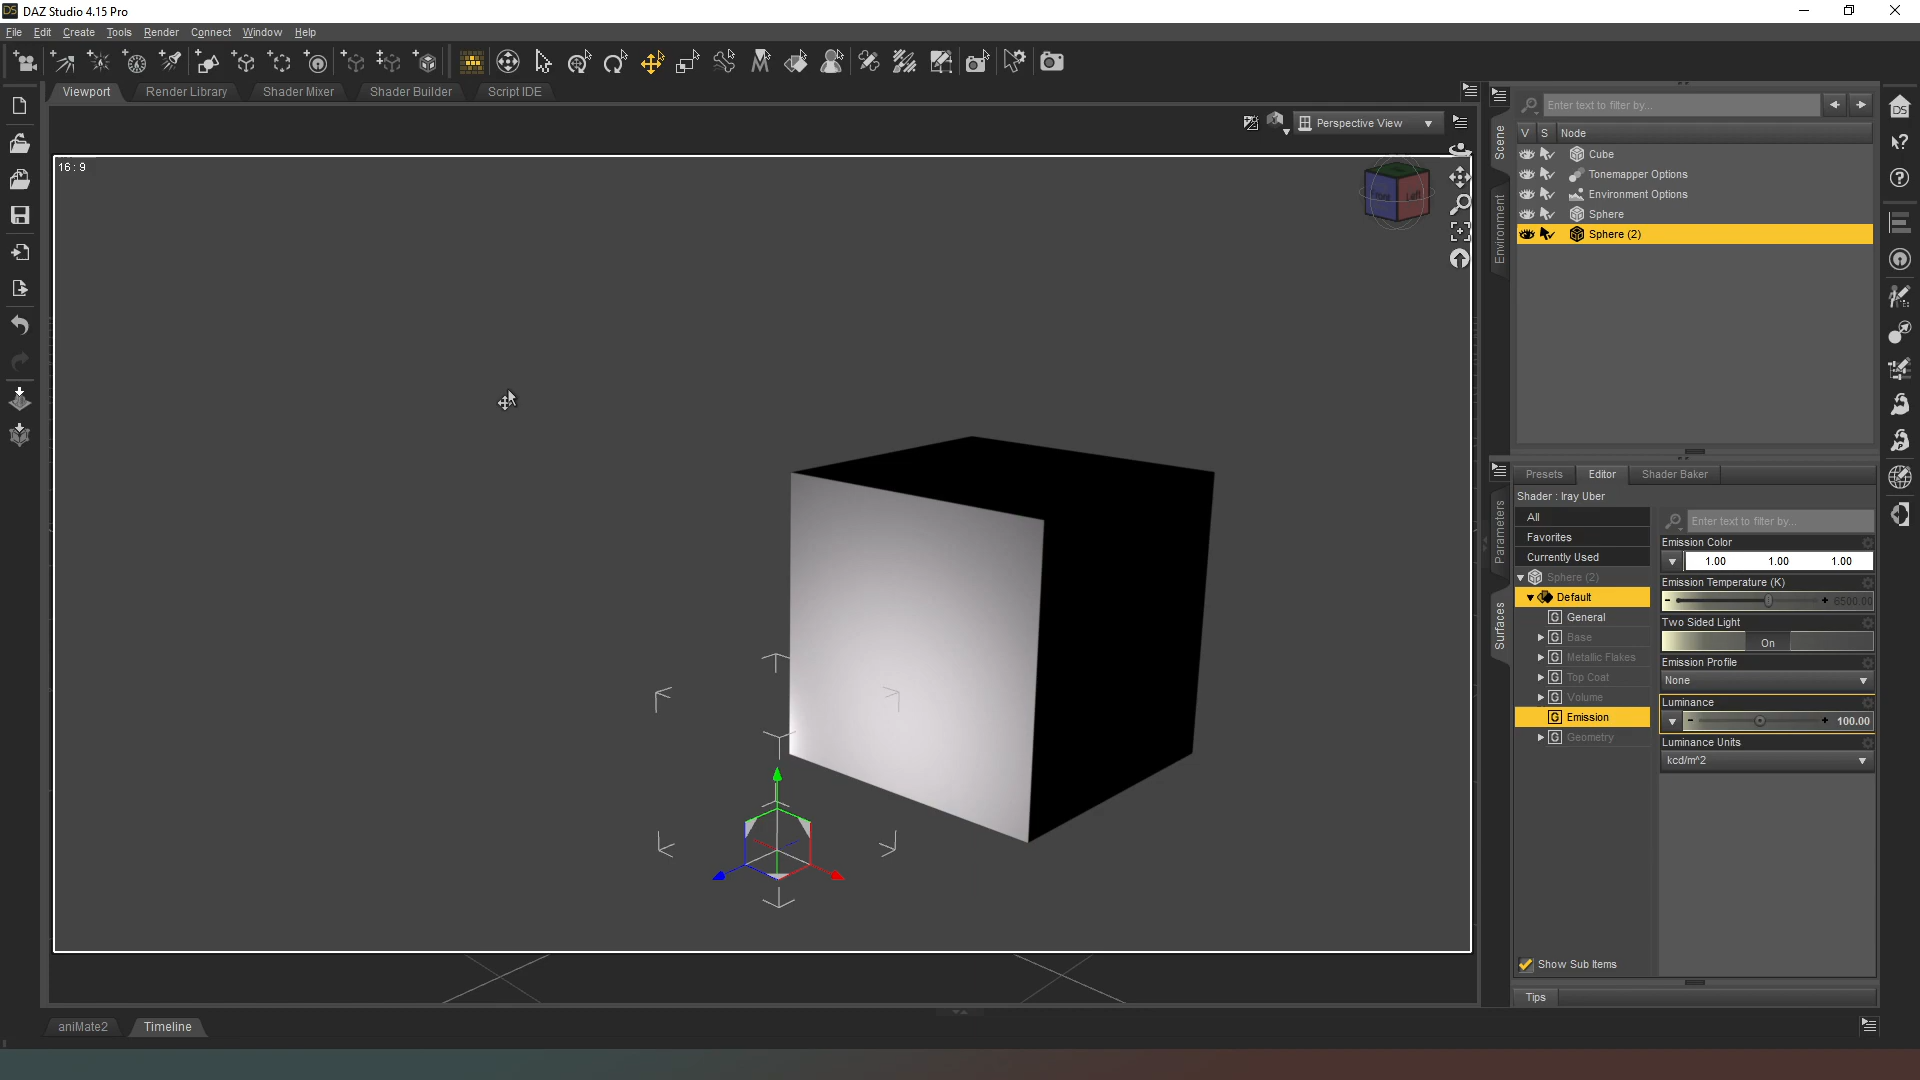 DAZ Studio 4.15 Pro
File Edit Create Tools Render Connect Window Help
Viewport Render Library Shader Mixer Shader Builder Script IDE
16 : 9
Perspective View
Left
Enter text to filter by...
V S Node
Cube
Tonemapper Options
Environment Options
Sphere
Sphere (2)
Scene
Environment
Presets Editor Shader Baker
Shader : Iray Uber
All
Favorites
Currently Used
Sphere (2)
Default
General
Base
Metallic Flakes
Top Coat
Volume
Emission
Geometry
Show Sub Items
Parameters
Surfaces
Enter text to filter by...
Emission Color
1.00 1.00 1.00
Emission Temperature (K)
6500.00
Two Sided Light
On
Emission Profile
None
Luminance
100.00
Luminance Units
kcd/m^2
Tips
aniMate2 Timeline